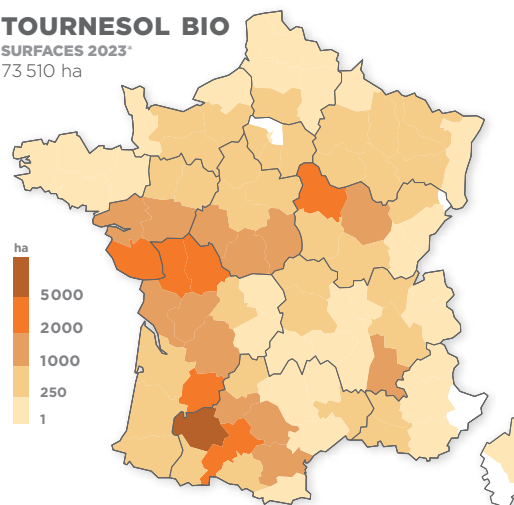 TOURNESOL BIO
SURFACES 2023*
73 510 ha
ha
5000
2000
1000
250
1